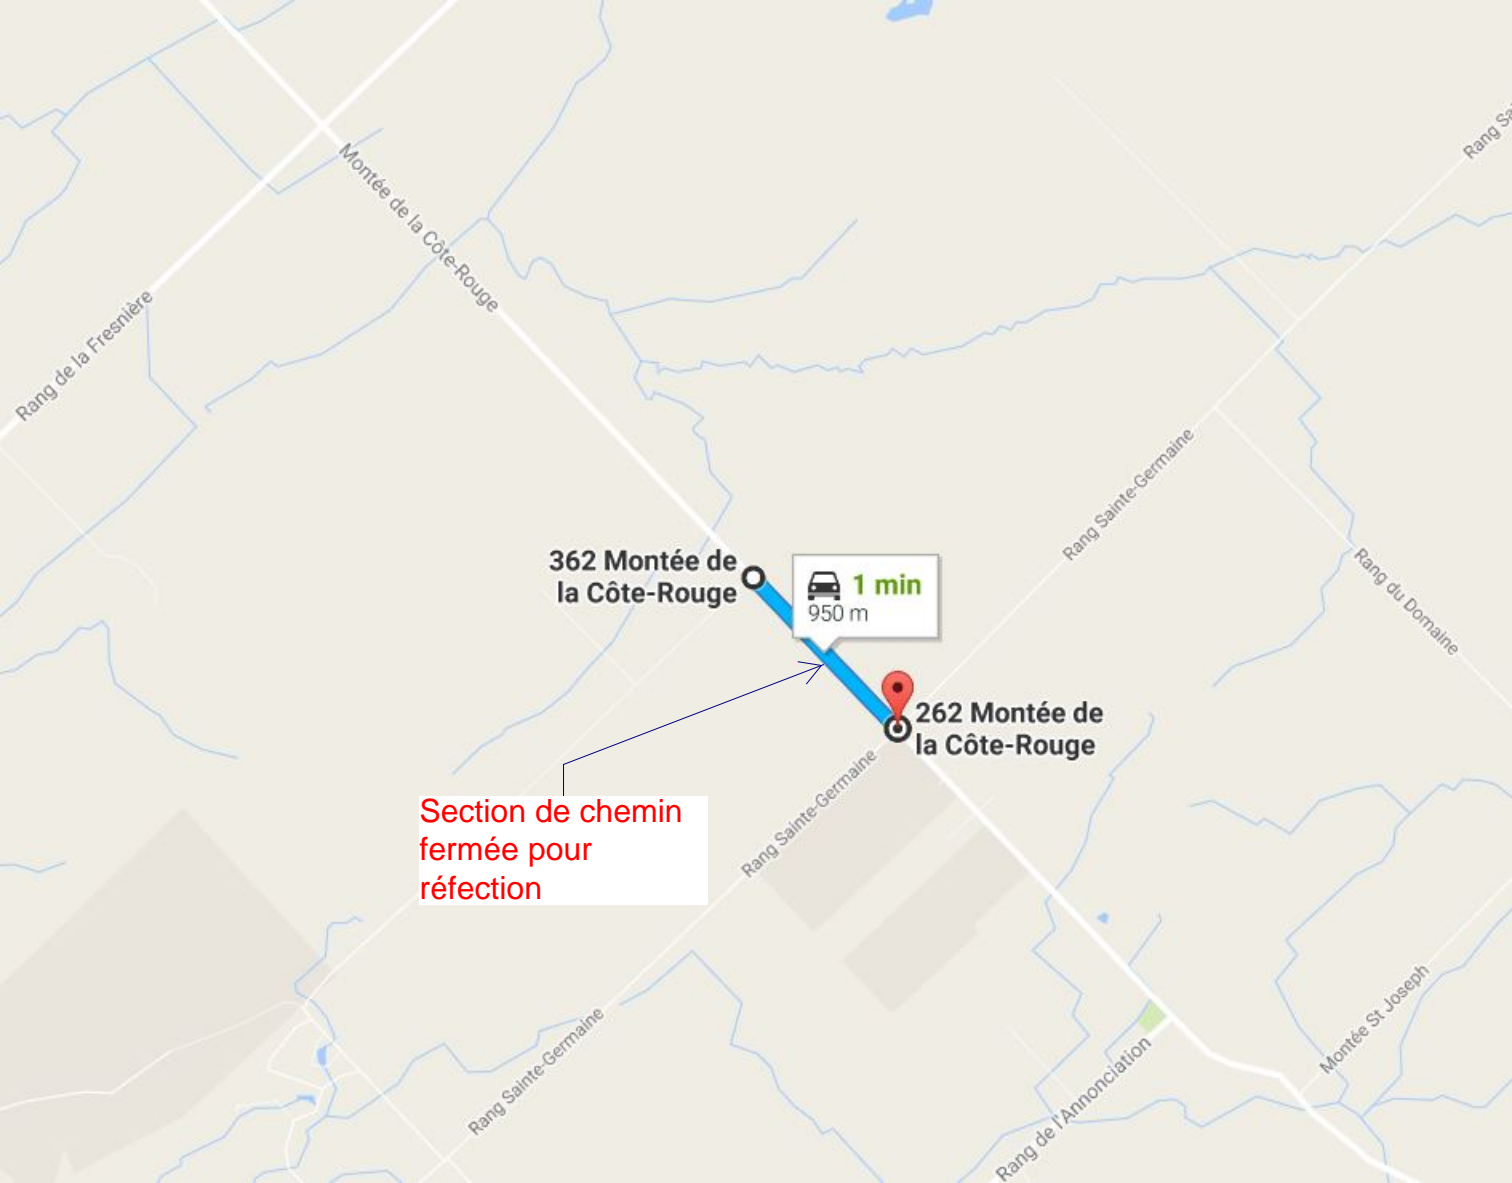 Rang Sa
Montée de la Côte-Rouge
Rang de la Fresnière
Rang Sainte-Germaine
362 Montée de
la Côte-Rouge
1 min
950 m
Rang du Domaine
262 Montée de
la Côte-Rouge
Section de chemin
fermée pour
réfection
Rang Sainte-Germaine
Rang Sainte-Germaine
Montée St Joseph
Rang de l'Annonciation